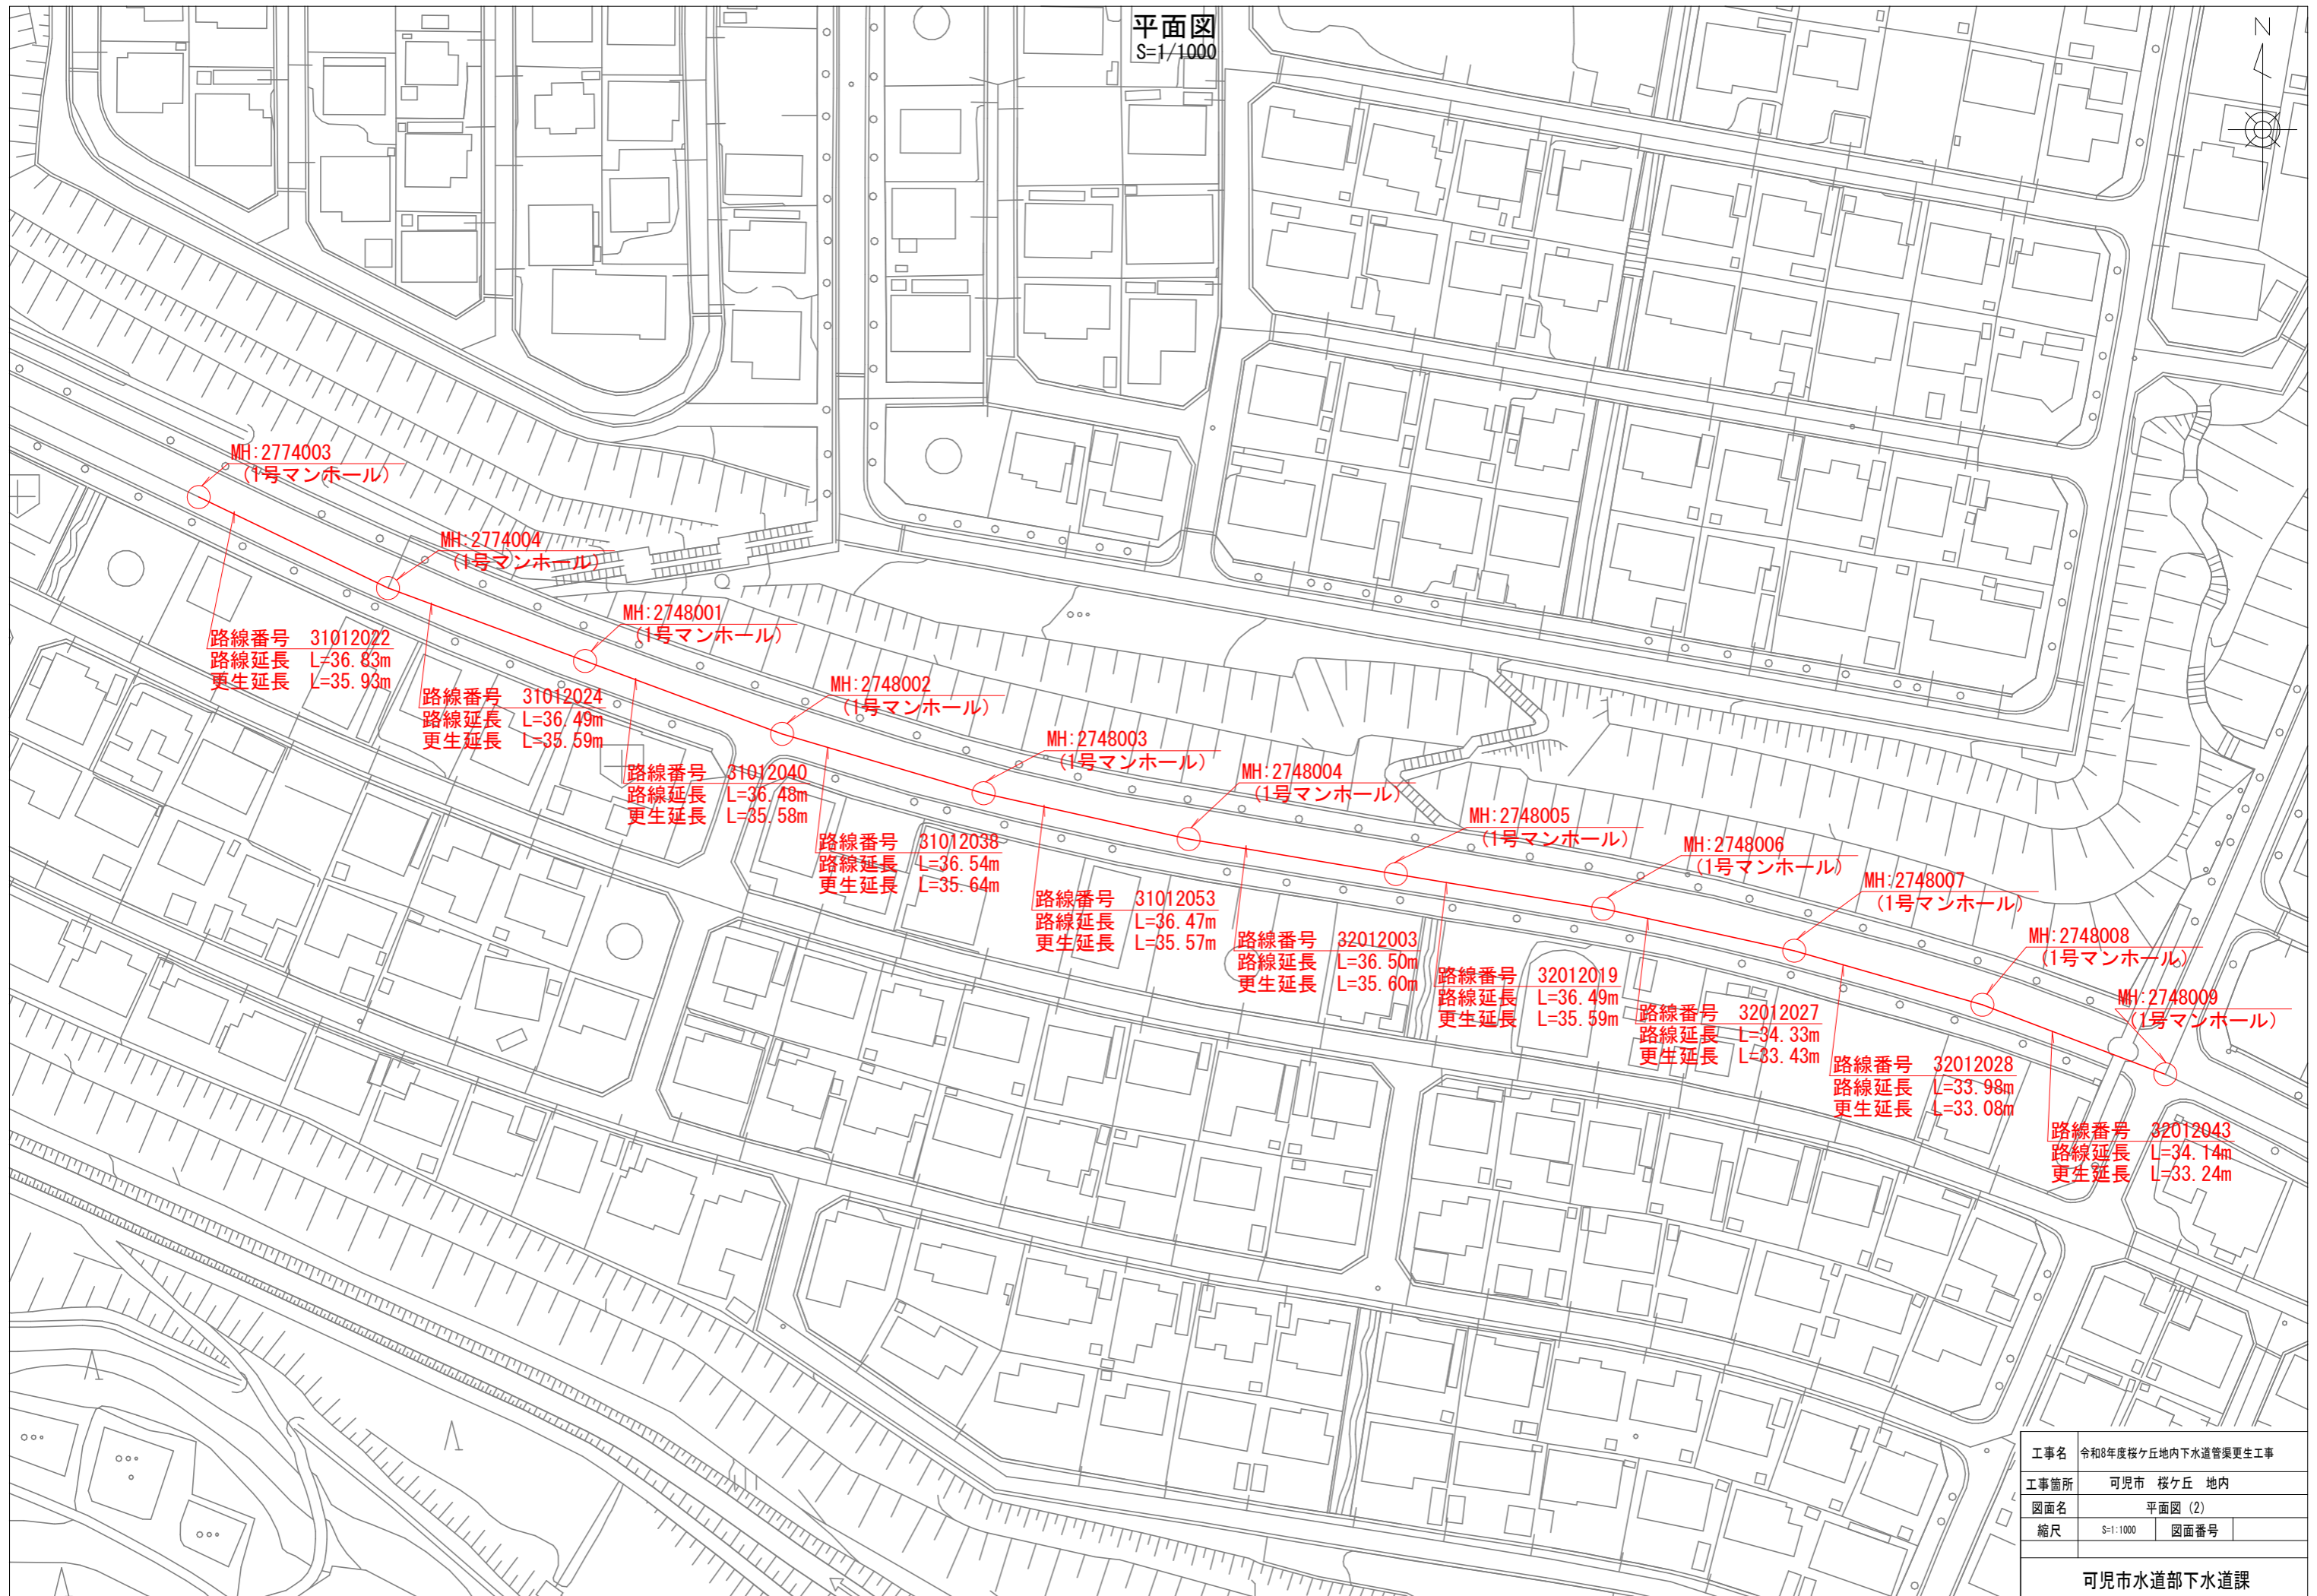 平面図
S=1/1000
N
MH:2774003
(1号マンホール)
MH:2774004
(1号マンホール)
MH:2748001
(1号マンホール)
路線番号 31012022
路線延長 L=36.83m
更生延長 L=35.93m
MH:2748002
(1号マンホール)
路線番号 31012024
路線延長 L=36.49m
更生延長 L=35.59m
MH:2748003
(1号マンホール)
路線番号 31012040
路線延長 L=36.48m
更生延長 L=35.58m
MH:2748004
(1号マンホール)
MH:2748005
(1号マンホール)
路線番号 31012038
路線延長 L=36.54m
更生延長 L=35.64m
MH:2748006
(1号マンホール)
MH:2748007
(1号マンホール)
路線番号 31012053
路線延長 L=36.47m
更生延長 L=35.57m
路線番号 32012003
路線延長 L=36.50m
更生延長 L=35.60m
MH:2748008
(1号マンホール)
路線番号 32012019
路線延長 L=36.49m
更生延長 L=35.59m
MH:2748009
(1号マンホール)
路線番号 32012027
路線延長 L=34.33m
更生延長 L=33.43m
路線番号 32012028
路線延長 L=33.98m
更生延長 L=33.08m
路線番号 32012043
路線延長 L=34.14m
更生延長 L=33.24m
工事名 令和8年度桜ケ丘地内下水道管渠更生工事
工事箇所 可児市 桜ケ丘 地内
図面名 平面図(2)
縮尺 S=1:1000 図面番号
可児市水道部下水道課